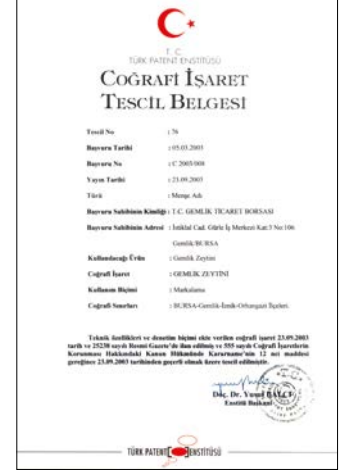 T. C.
TÜRK PATENT ENSTİTÜSÜ
COĞRAFİ İŞARET
TESCİL BELGESİ
Tescil No : 76
Başvuru Tarihi : 05.03.2003
Başvuru No : C 2003/008
Yayın Tarihi : 23.09.2003
Türü : Menşe Adı
Başvuru Sahibinin Kimliği : T.C. GEMLİK TİCARET BORSASI
Başvuru Sahibinin Adresi : İstiklal Cad. Gürle İş Merkezi Kat:3 No:106
Gemlik/BURSA
Kullanılacağı Ürün : Gemlik Zeytini
Coğrafi İşaret : GEMLİK ZEYTİNİ
Kullanım Biçimi : Markalama
Coğrafi Sınırları : BURSA-Gemlik-İznik-Orhangazi İlçeleri.
Teknik özellikleri ve denetim biçimi ekte verilen coğrafi işaret 23.09.2003
tarih ve 25238 sayılı Resmi Gazete'de ilan edilmiş ve 555 sayılı Coğrafi İşaretlerin
Korunması Hakkındaki Kanun Hükmünde Kararname'nin 12 nci maddesi
gereğince 23.09.2003 tarihinden geçerli olmak üzere tescil edilmiştir.
Doç. Dr. Yusuf BALCI
Enstitü Başkanı
TÜRK PATENT ENSTİTÜSÜ